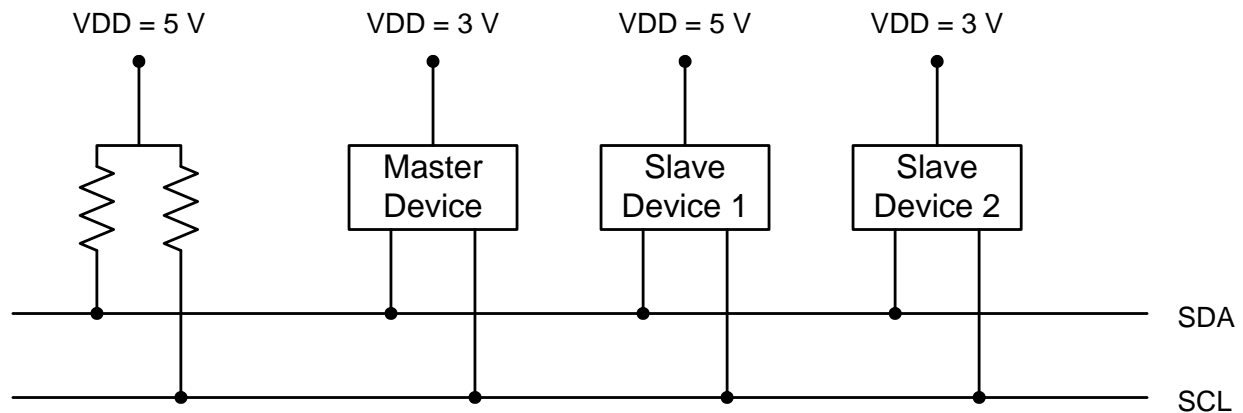 VDD = 5 V
VDD = 3 V
VDD = 5 V
VDD = 3 V
Master
Device
Slave
Device 1
Slave
Device 2
SDA
SCL